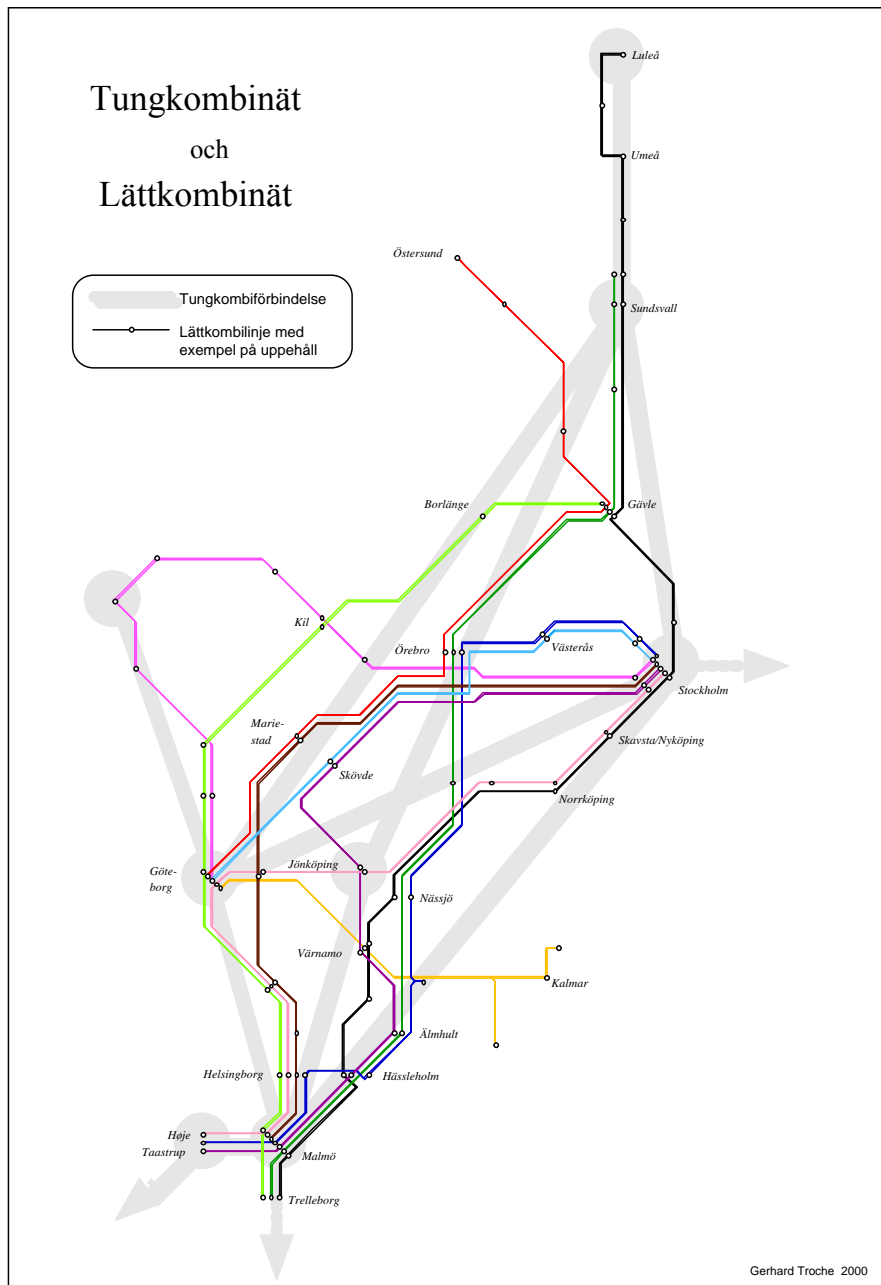 Tungkombinät
och
Lättkombinät
Tungkombiförbindelse
Lättkombilinje med
exempel på uppehåll
Luleå
Umeå
Östersund
Sundsvall
Borlänge
Gävle
Kil
Örebro
Västerås
Stockholm
Marie-
stad
Skavsta/Nyköping
Skövde
Norrköping
Göte-
borg
Jönköping
Nässjö
Värnamo
Kalmar
Älmhult
Helsingborg
Hässleholm
Høje
Taastrup
Malmö
Trelleborg
Gerhard Troche 2000